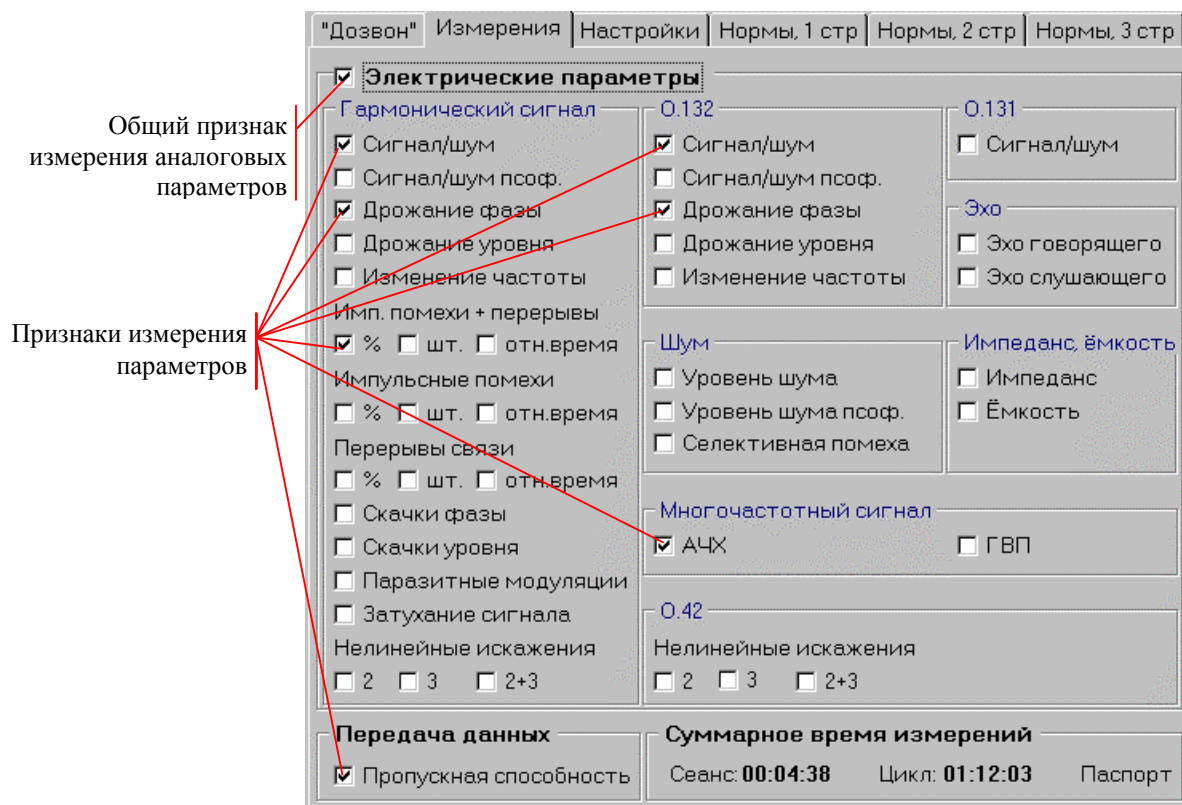 "Дозвон" Измерения Настройки Нормы, 1 стр Нормы, 2 стр Нормы, 3 стр
Электрические параметры
Общий признак
измерения аналоговых
параметров
Признаки измерения
параметров
Гармонический сигнал
Сигнал/шум
Сигнал/шум псоф.
Дрожание фазы
Дрожание уровня
Изменение частоты
Имп. помехи + перерывы
% шт. отн.время
Импульсные помехи
% шт. отн.время
Перерывы связи
% шт. отн.время
Скачки фазы
Скачки уровня
Паразитные модуляции
Затухание сигнала
Нелинейные искажения
2 3 2+3
О.132
Сигнал/шум
Сигнал/шум псоф.
Дрожание фазы
Дрожание уровня
Изменение частоты
О.131
Сигнал/шум
Эхо
Эхо говорящего
Эхо слушающего
Шум
Уровень шума
Уровень шума псоф.
Селективная помеха
Импеданс, ёмкость
Импеданс
Ёмкость
Многочастотный сигнал
АЧХ ГВП
О.42
Нелинейные искажения
2 3 2+3
Передача данных
Пропускная способность
Суммарное время измерений
Сеанс: 00:04:38 Цикл: 01:12:03 Паспорт